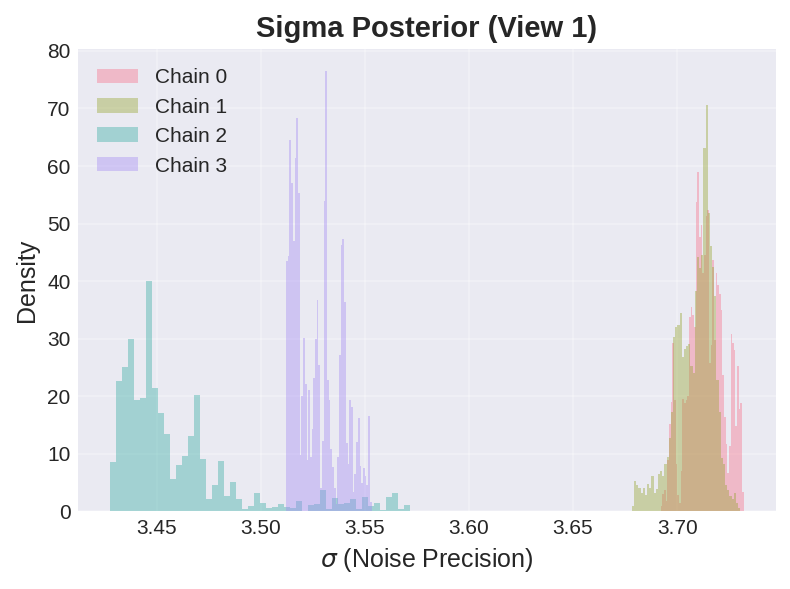 Sigma Posterior (View 1)
80
70
60
50
40
30
20
10
0
Density
Chain 0
Chain 1
Chain 2
Chain 3
3.45 3.50 3.55 3.60 3.65 3.70
σ (Noise Precision)